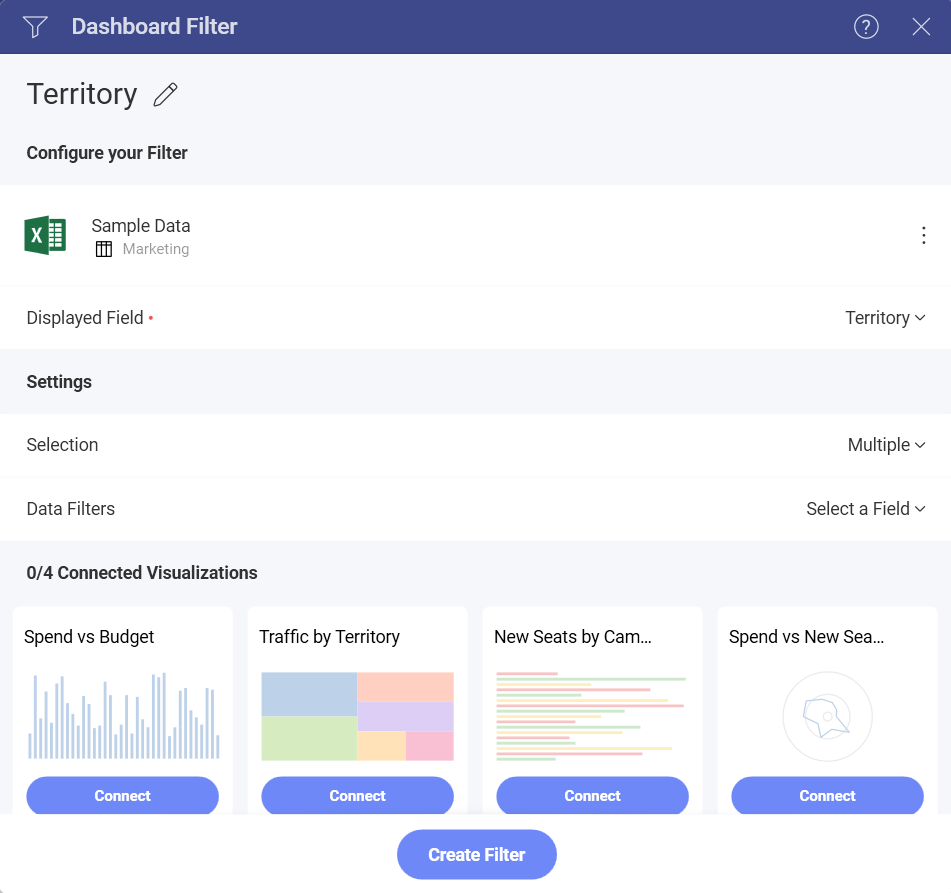 Dashboard Filter
?
Territory
Configure your Filter
X
Sample Data
Marketing
Displayed Field • Territory
Settings
Selection Multiple
Data Filters Select a Field
0/4 Connected Visualizations
Spend vs Budget Traffic by Territory New Seats by Cam... Spend vs New Sea...
Connect Connect Connect Connect
Create Filter